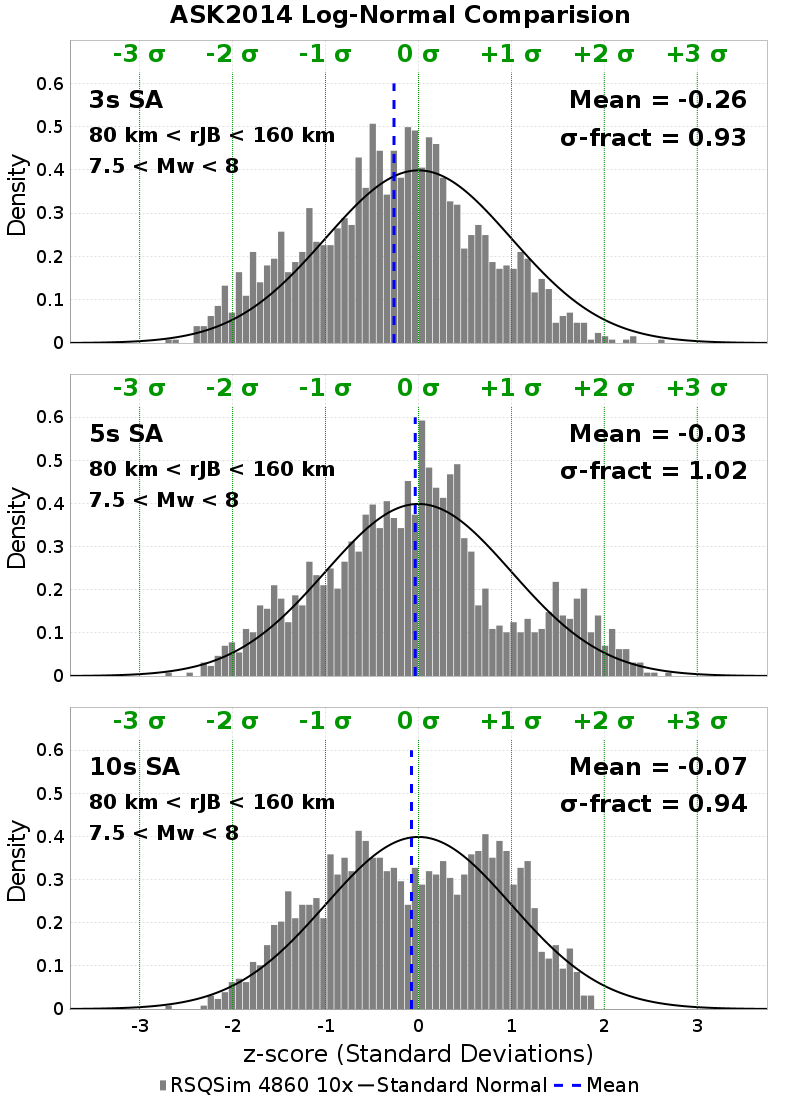 ASK2014 Log-Normal Comparision
-3 σ -2 σ -1 σ 0 σ +1 σ +2 σ +3 σ
3s SA
80 km < rJB < 160 km
7.5 < Mw < 8
Mean = -0.26
σ-fract = 0.93
Density
0.6
0.5
0.4
0.3
0.2
0.1
0
-3 σ -2 σ -1 σ 0 σ +1 σ +2 σ +3 σ
5s SA
80 km < rJB < 160 km
7.5 < Mw < 8
Mean = -0.03
σ-fract = 1.02
Density
0.6
0.5
0.4
0.3
0.2
0.1
0
-3 σ -2 σ -1 σ 0 σ +1 σ +2 σ +3 σ
10s SA
80 km < rJB < 160 km
7.5 < Mw < 8
Mean = -0.07
σ-fract = 0.94
Density
0.6
0.5
0.4
0.3
0.2
0.1
0
-3 -2 -1 0 1 2 3
z-score (Standard Deviations)
RSQSim 4860 10x Standard Normal Mean